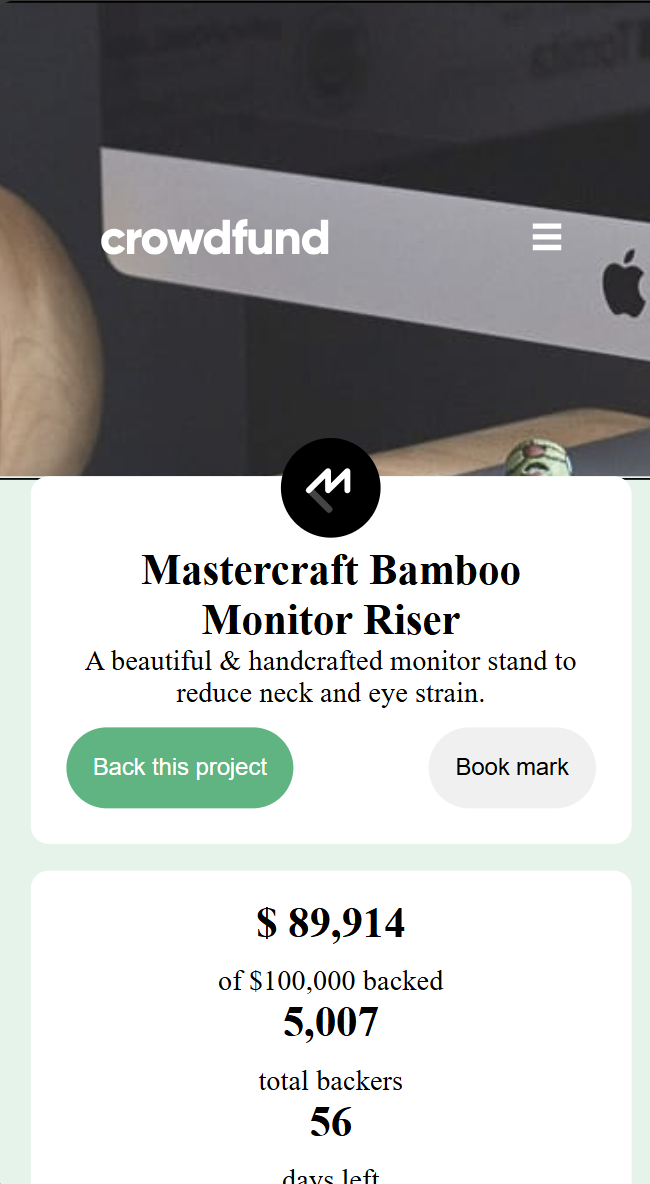 crowdfund
Mastercraft Bamboo
Monitor Riser
A beautiful & handcrafted monitor stand to
reduce neck and eye strain.
Back this project
Book mark
$ 89,914
of $100,000 backed
5,007
total backers
56
days left